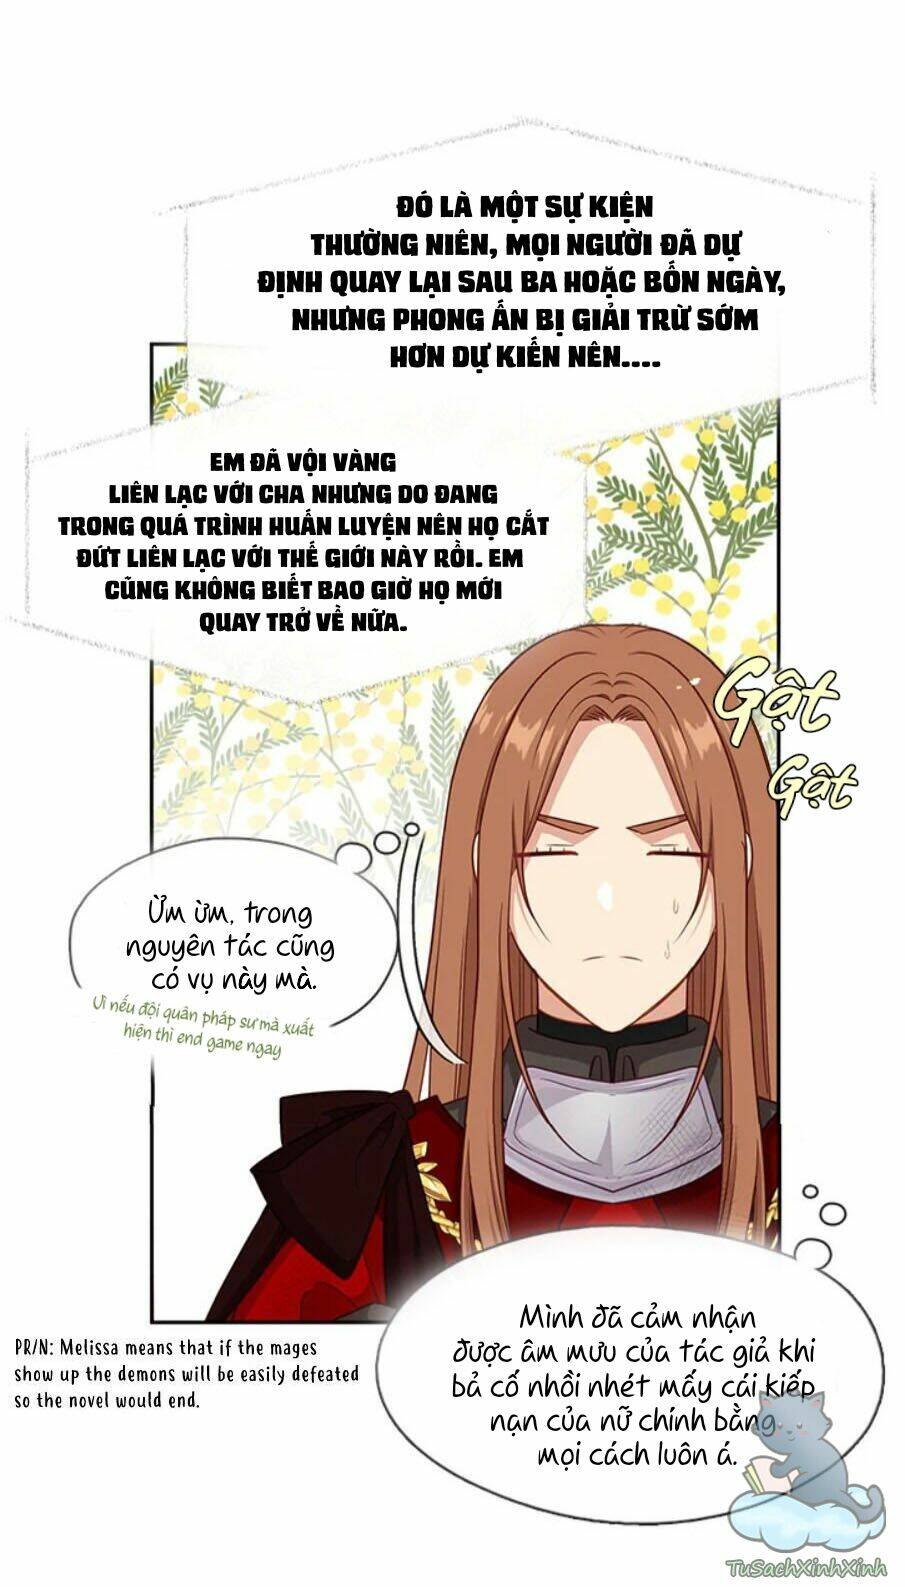 ĐÓ LÀ MỘT SỰ KIỆN
THƯỜNG NIÊN, MỌI NGƯỜI ĐÃ DỰ
ĐỊNH QUAY LẠI SAU BA HOẶC BỐN NGÀY,
NHƯNG PHONG ẤN BỊ GIẢI TRỪ SỚM
HƠN DỰ KIẾN NÊN....
EM ĐÃ VỘI VÀNG
LIÊN LẠC VỚI CHA NHƯNG DO ĐANG
TRONG QUÁ TRÌNH HUẤN LUYỆN NÊN HỌ CẮT
ĐỨT LIÊN LẠC VỚI THẾ GIỚI NÀY RỒI. EM
CŨNG KHÔNG BIẾT BAO GIỜ HỌ MỚI
QUAY TRỞ VỀ NỮA.
Gật
Gật
Ừm ừm, trong
nguyên tác cũng
có vụ này mà.
Vì nếu đội quân pháp sư mà xuất
hiện thì end game ngay
PR/N: Melissa means that if the mages
show up the demons will be easily defeated
so the novel would end.
Mình đã cảm nhận
được âm mưu của tác giả khi
bả cố nhồi nhét mấy cái kiếp
nạn của nữ chính bằng
mọi cách luôn á.
TuSachXinhXinh